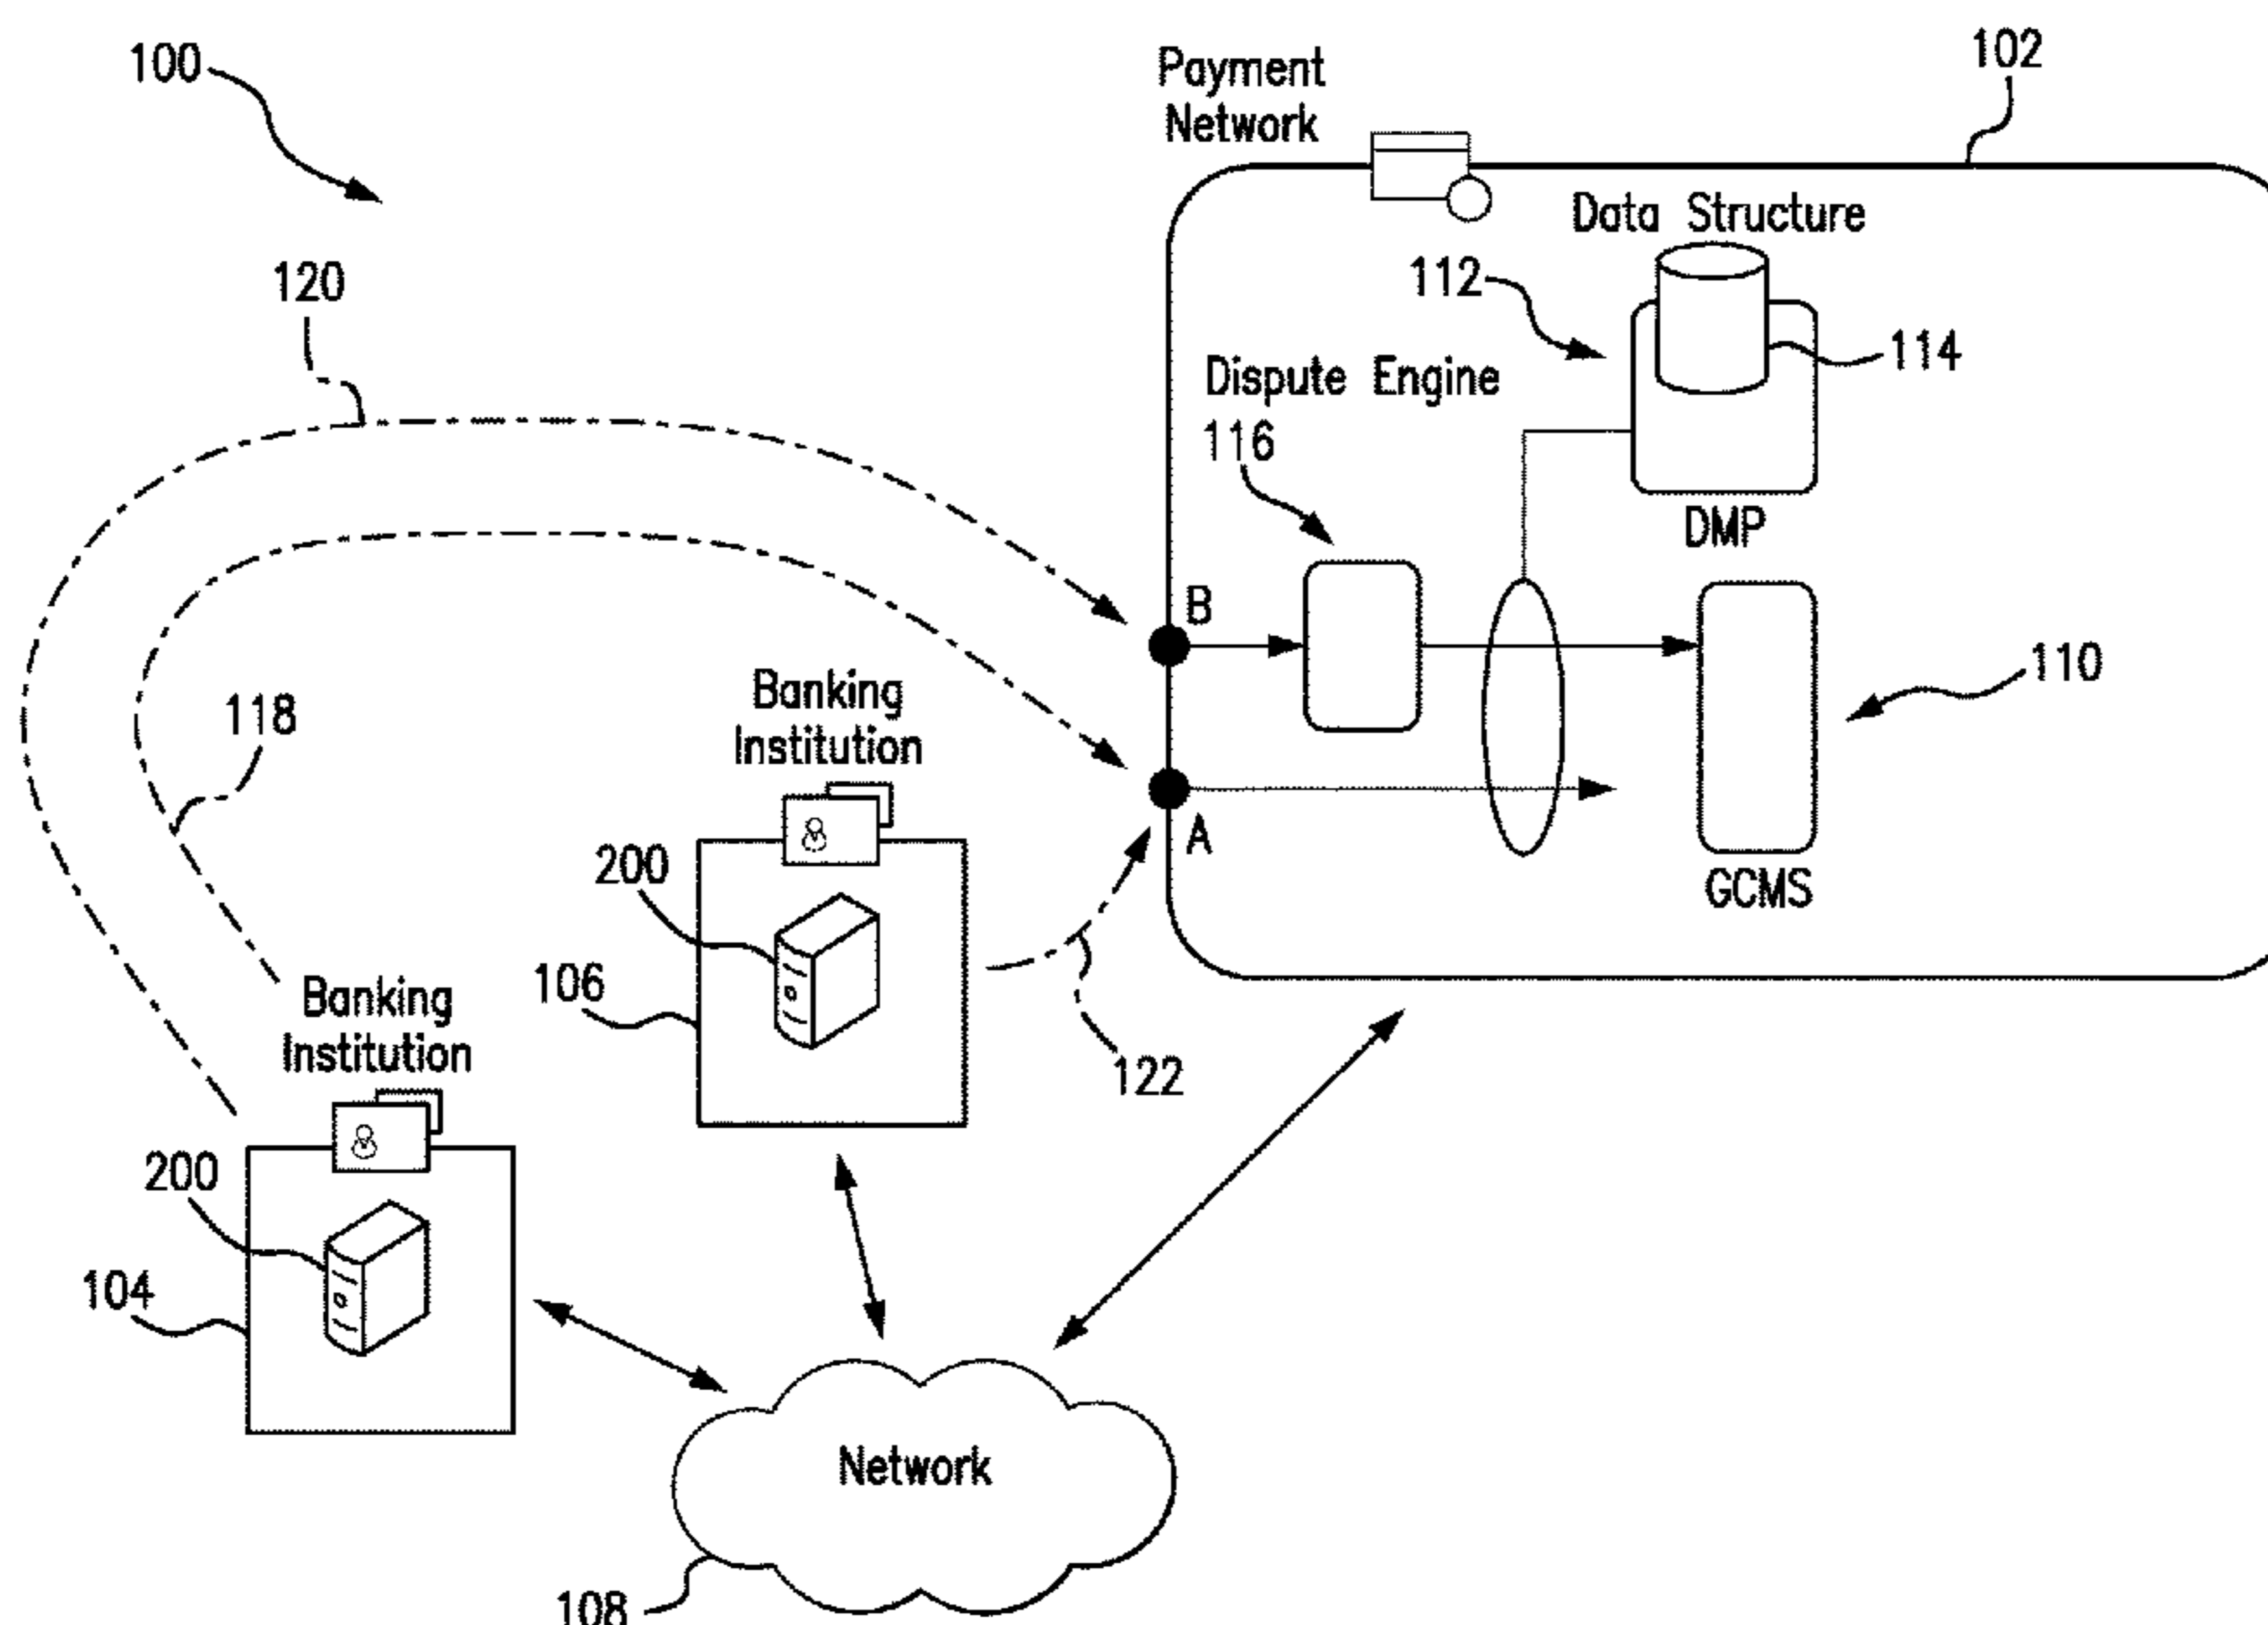 100
Payment
Network
102
Data Structure
112
114
120
Dispute Engine
116
DMP
B
110
118
Banking
Institution
A
200
GCMS
106
122
Banking
Institution
200
104
Network
108